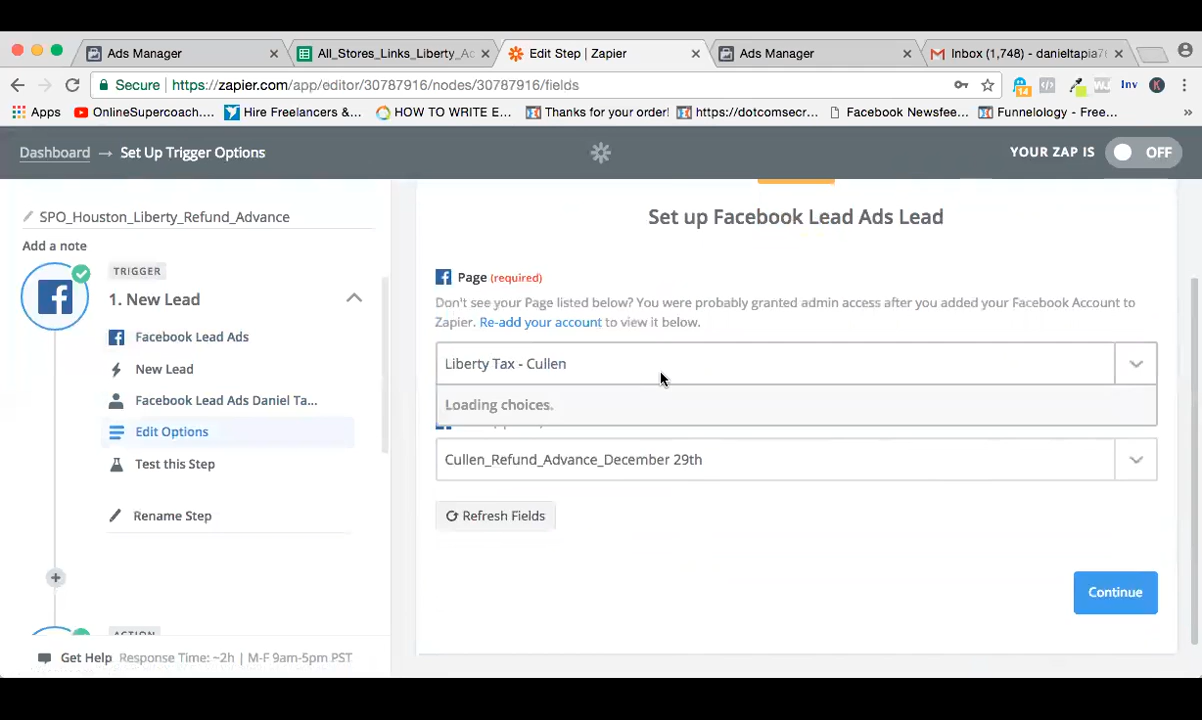 Ads Manager
All_Stores_Links_Liberty_Ac
Edit Step | Zapier
Ads Manager
Inbox (1,748) - danieltapia76
Secure https://zapier.com/app/editor/30787916/nodes/30787916/fields
14
Inv
K
Apps
OnlineSupercoach....
Hire Freelancers &...
HOW TO WRITE E...
Thanks for your order!
https://dotcomsecr...
Facebook Newsfee...
Funnelology - Free...
Dashboard → Set Up Trigger Options
YOUR ZAP IS OFF
SPO_Houston_Liberty_Refund_Advance
Add a note
TRIGGER
1. New Lead
Facebook Lead Ads
New Lead
Facebook Lead Ads Daniel Ta...
Edit Options
Test this Step
Rename Step
ACTION
Get Help Response Time: ~2h | M-F 9am-5pm PST
Set up Facebook Lead Ads Lead
Page (required)
Don't see your Page listed below? You were probably granted admin access after you added your Facebook Account to
Zapier. Re-add your account to view it below.
Liberty Tax - Cullen
Loading choices.
Cullen_Refund_Advance_December 29th
Refresh Fields
Continue